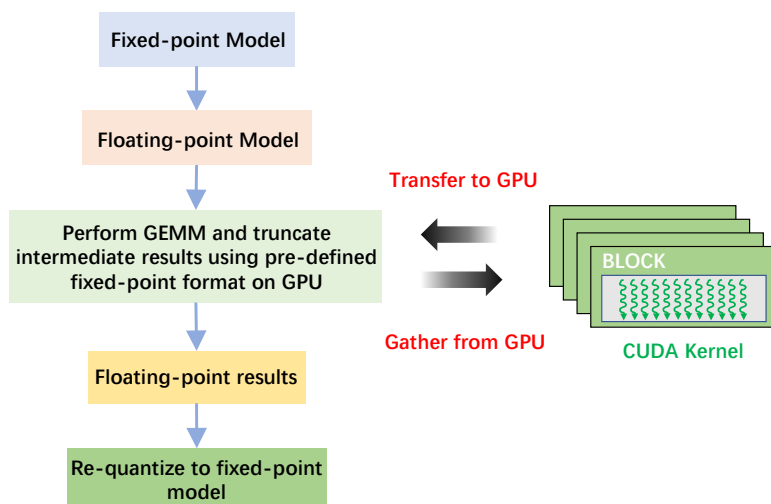 Fixed-point Model
Floating-point Model
Transfer to GPU
Perform GEMM and truncate
intermediate results using pre-defined
fixed-point format on GPU
BLOCK
Gather from GPU
CUDA Kernel
Floating-point results
Re-quantize to fixed-point
model